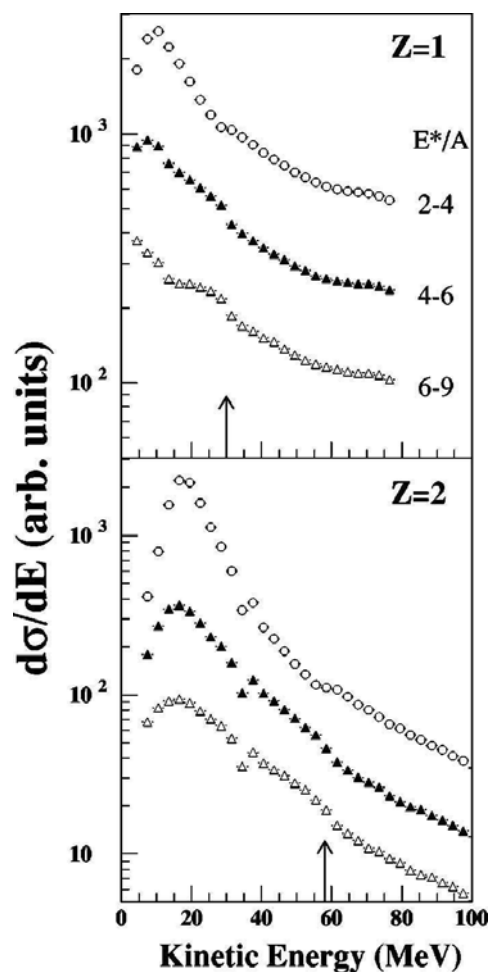 Z=1
E*/A
10³
2-4
4-6
6-9
10²
dσ/dE (arb. units)
Z=2
10³
10²
10
0 20 40 60 80 100
Kinetic Energy (MeV)